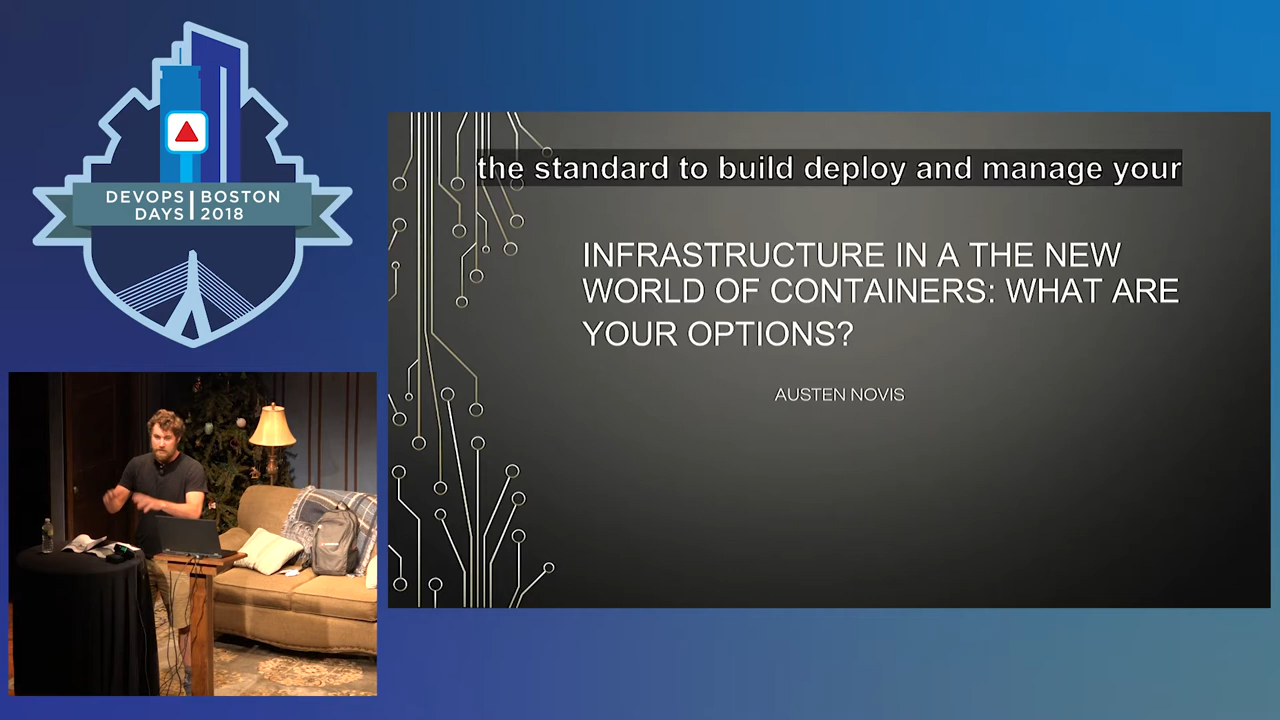 DEVOPS DAYS
BOSTON 2018
the standard to build deploy and manage your
INFRASTRUCTURE IN A THE NEW
WORLD OF CONTAINERS: WHAT ARE
YOUR OPTIONS?
AUSTEN NOVIS